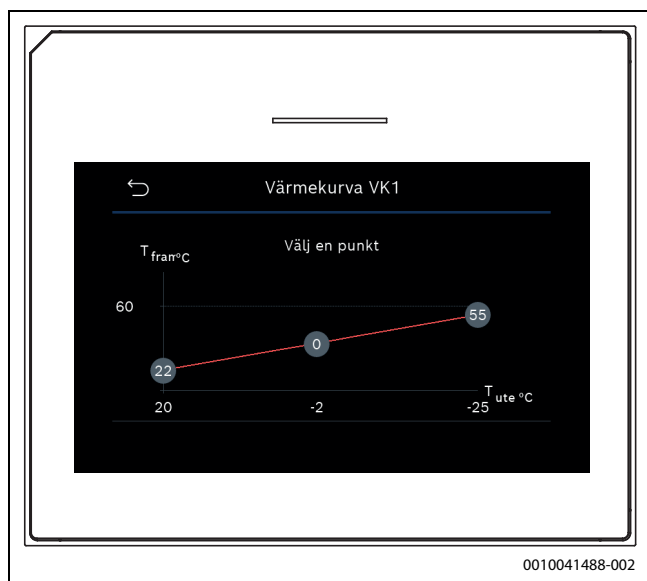 Värmekurva VK1
Välj en punkt
T fram°C
60
55
0
22
T ute °C
20 -2 -25
0010041488-002